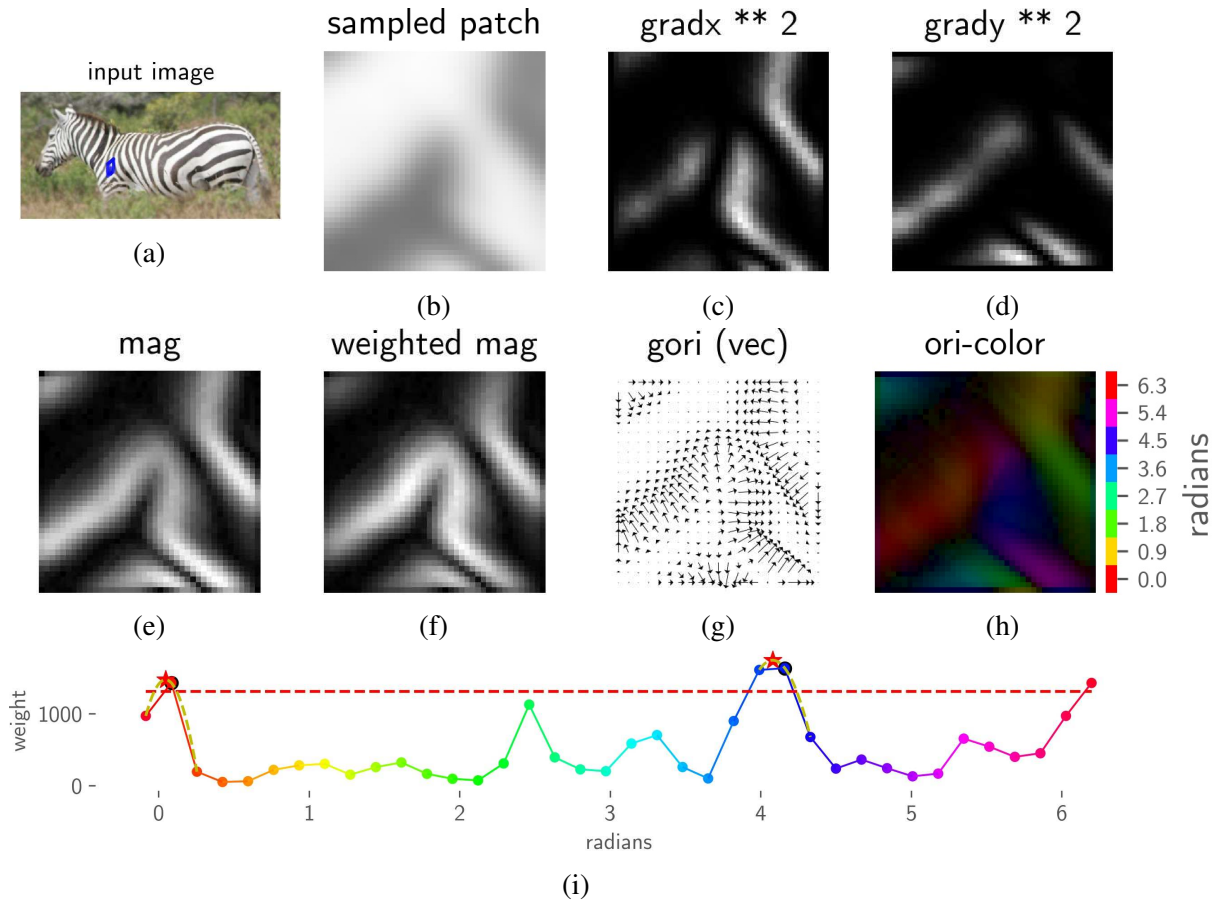 input image
(a)
sampled patch
(b)
gradx ** 2
(c)
grady ** 2
(d)
mag
(e)
weighted mag
(f)
gori (vec)
(g)
ori-color
6.3
5.4
4.5
3.6
2.7
1.8
0.9
0.0
radians
(h)
weight
1000
0
0 1 2 3 4 5 6
radians
(i)